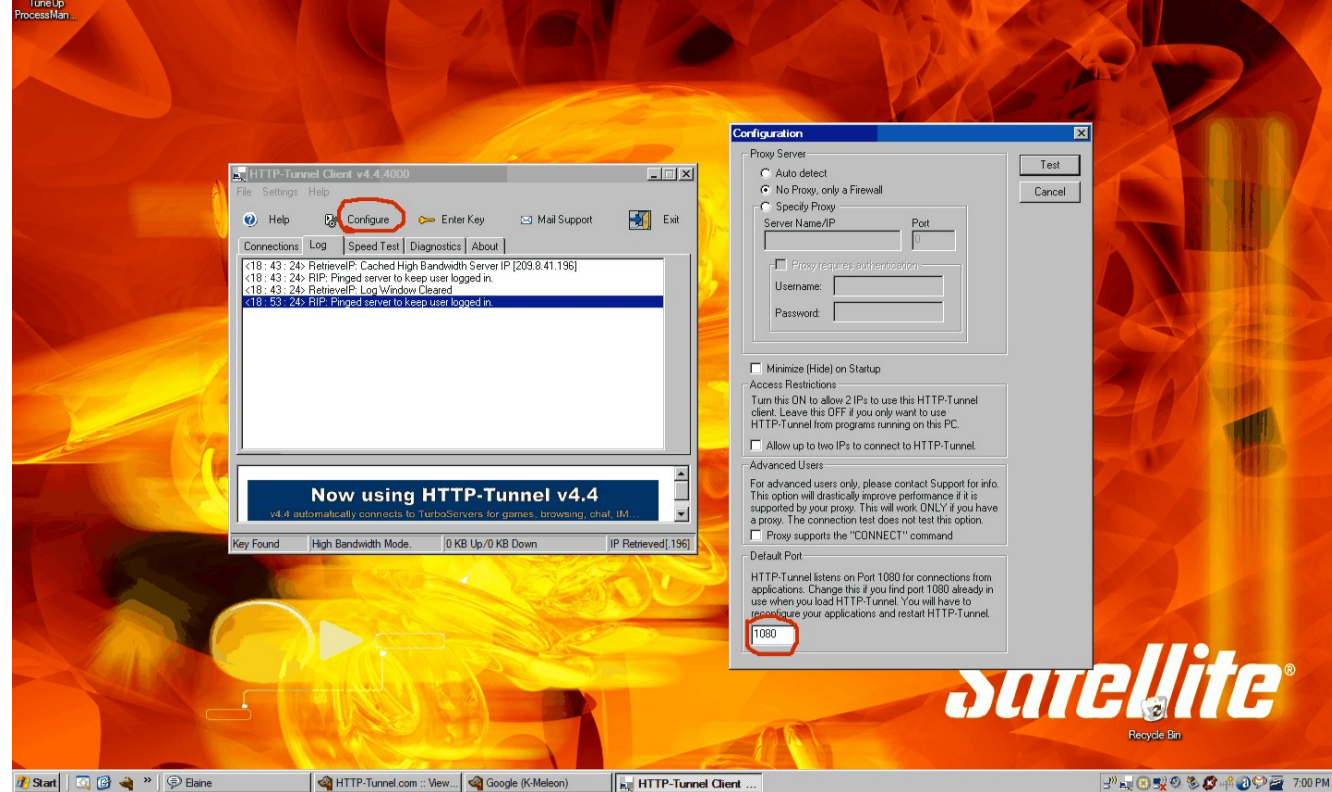 TuneUp
ProcessMan...
HTTP-Tunnel Client v4.4.4000
File Settings Help
Help Configure Enter Key Mail Support Exit
Connections Log Speed Test Diagnostics About
<18 : 43 : 24> RetrieveIP: Cached High Bandwidth Server IP [209.8.41.196]
<18 : 43 : 24> RIP: Pinged server to keep user logged in.
<18 : 43 : 24> RetrieveIP: Log Window Cleared
<18 : 53 : 24> RIP: Pinged server to keep user logged in.
Now using HTTP-Tunnel v4.4
v4.4 automatically connects to TurboServers for games, browsing, chat, IM...
Key Found High Bandwidth Mode. 0 KB Up/0 KB Down IP Retrieved[.196]
Configuration
Proxy Server
Auto detect
No Proxy, only a Firewall
Specify Proxy
Server Name/IP Port
0
Proxy requires authentication
Username:
Password:
Test
Cancel
Minimize (Hide) on Startup
Access Restrictions
Turn this ON to allow 2 IPs to use this HTTP-Tunnel
client. Leave this OFF if you only want to use
HTTP-Tunnel from programs running on this PC.
Allow up to two IPs to connect to HTTP-Tunnel.
Advanced Users
For advanced users only, please contact Support for info.
This option will drastically improve performance if it is
supported by your proxy. This will work ONLY if you have
a proxy. The connection test does not test this option.
Proxy supports the "CONNECT" command
Default Port
HTTP-Tunnel listens on Port 1080 for connections from
applications. Change this if you find port 1080 already in
use when you load HTTP-Tunnel. You will have to
reconfigure your applications and restart HTTP-Tunnel.
1080
Satellite®
Recycle Bin
Start » Elaine HTTP-Tunnel.com :: View... Google (K-Meleon) HTTP-Tunnel Client ... 7:00 PM